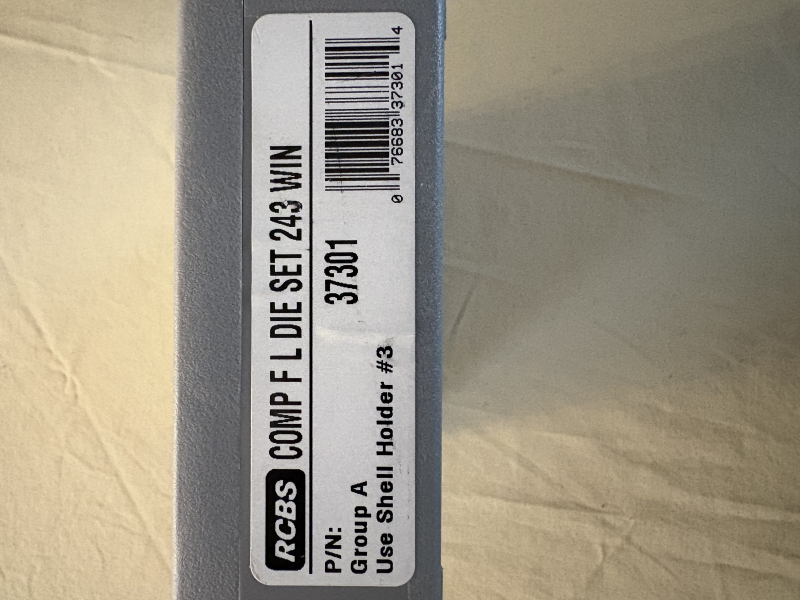 RCBS COMP F L DIE SET 243 WIN
P/N: 37301
Group A
Use Shell Holder #3
0 76683 37301 4